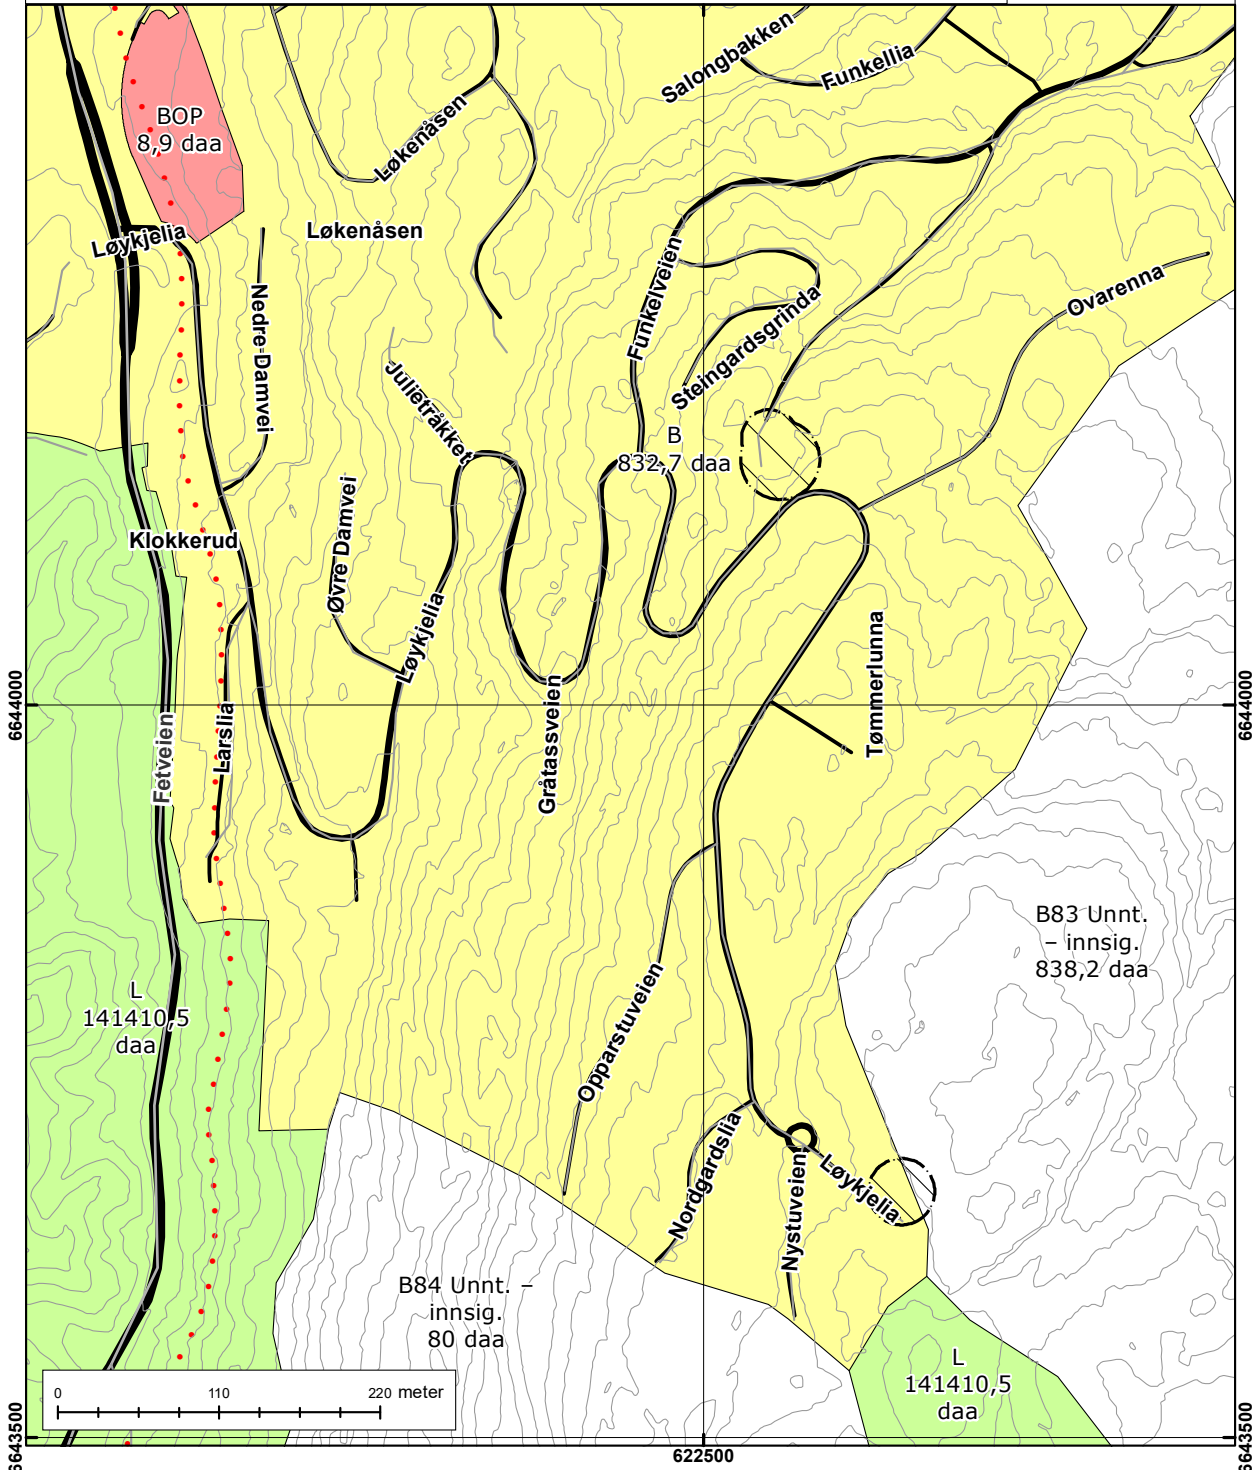 Salongbakken
Funkellia
BOP
8,9 daa
Løkenåsen
Løkenåsen
Løykjelia
Nedre Damvei
Funkelveien
Steingardsgrinda
Ovarenna
Julietråkket
B
832,7 daa
Klokkerud
Øvre Damvei
Løykjelia
Tømmerlunna
6644000
6644000
Fetveien
Larslia
Gråtassveien
B83 Unnt.
– innsig.
838,2 daa
L
141410,5
daa
Opparstuveien
Nordgardslia
Nystuveien
Løykjelia
B84 Unnt. –
innsig.
80 daa
L
141410,5
daa
0 110 220 meter
6643500
622500
6643500